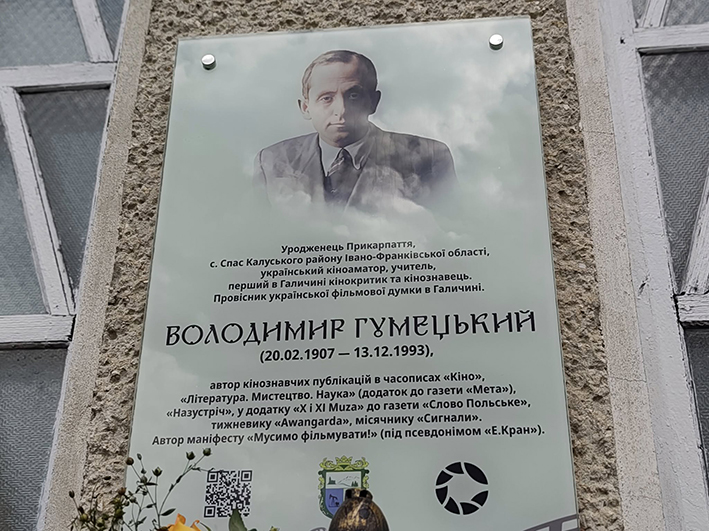 Уродженець Прикарпаття,
с. Спас Калуського району Івано-Франківської області,
український кіноаматор, учитель,
перший в Галичині кінокритик та кінознавець.
Провісник української фільмової думки в Галичині.
ВОЛОДИМИР ГУМЕЦЬКИЙ
(20.02.1907 — 13.12.1993),
автор кінознавчих публікацій в часописах «Кіно»,
«Література. Мистецтво. Наука» (додаток до газети «Мета»),
«Назустріч», у додатку «X i XI Muza» до газети «Слово Польське»,
тижневику «Awangarda», місячнику «Сигнали».
Автор маніфесту «Мусимо фільмувати!» (під псевдонімом «Е.Кран»).